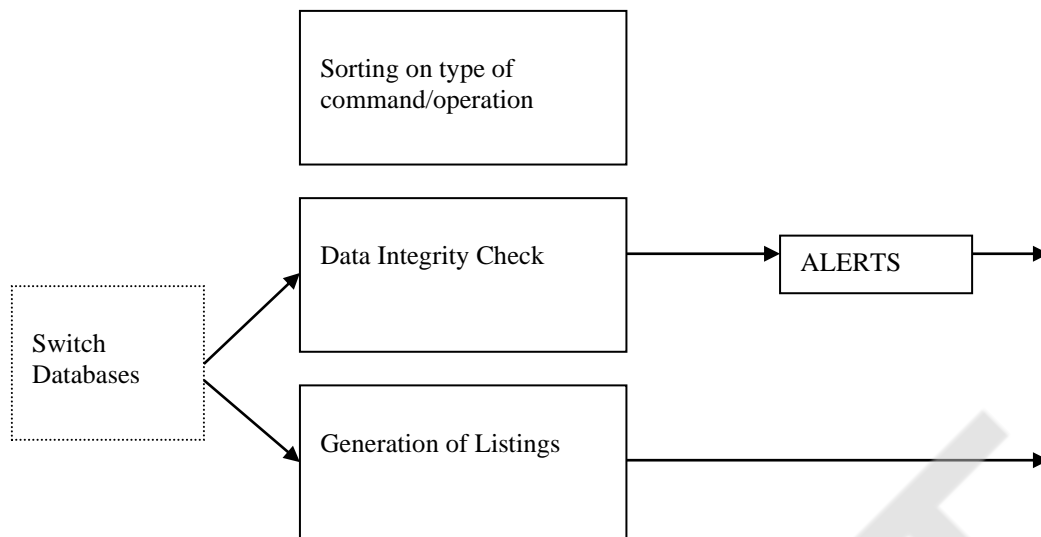 Sorting on type of
command/operation
Data Integrity Check
ALERTS
Switch
Databases
Generation of Listings